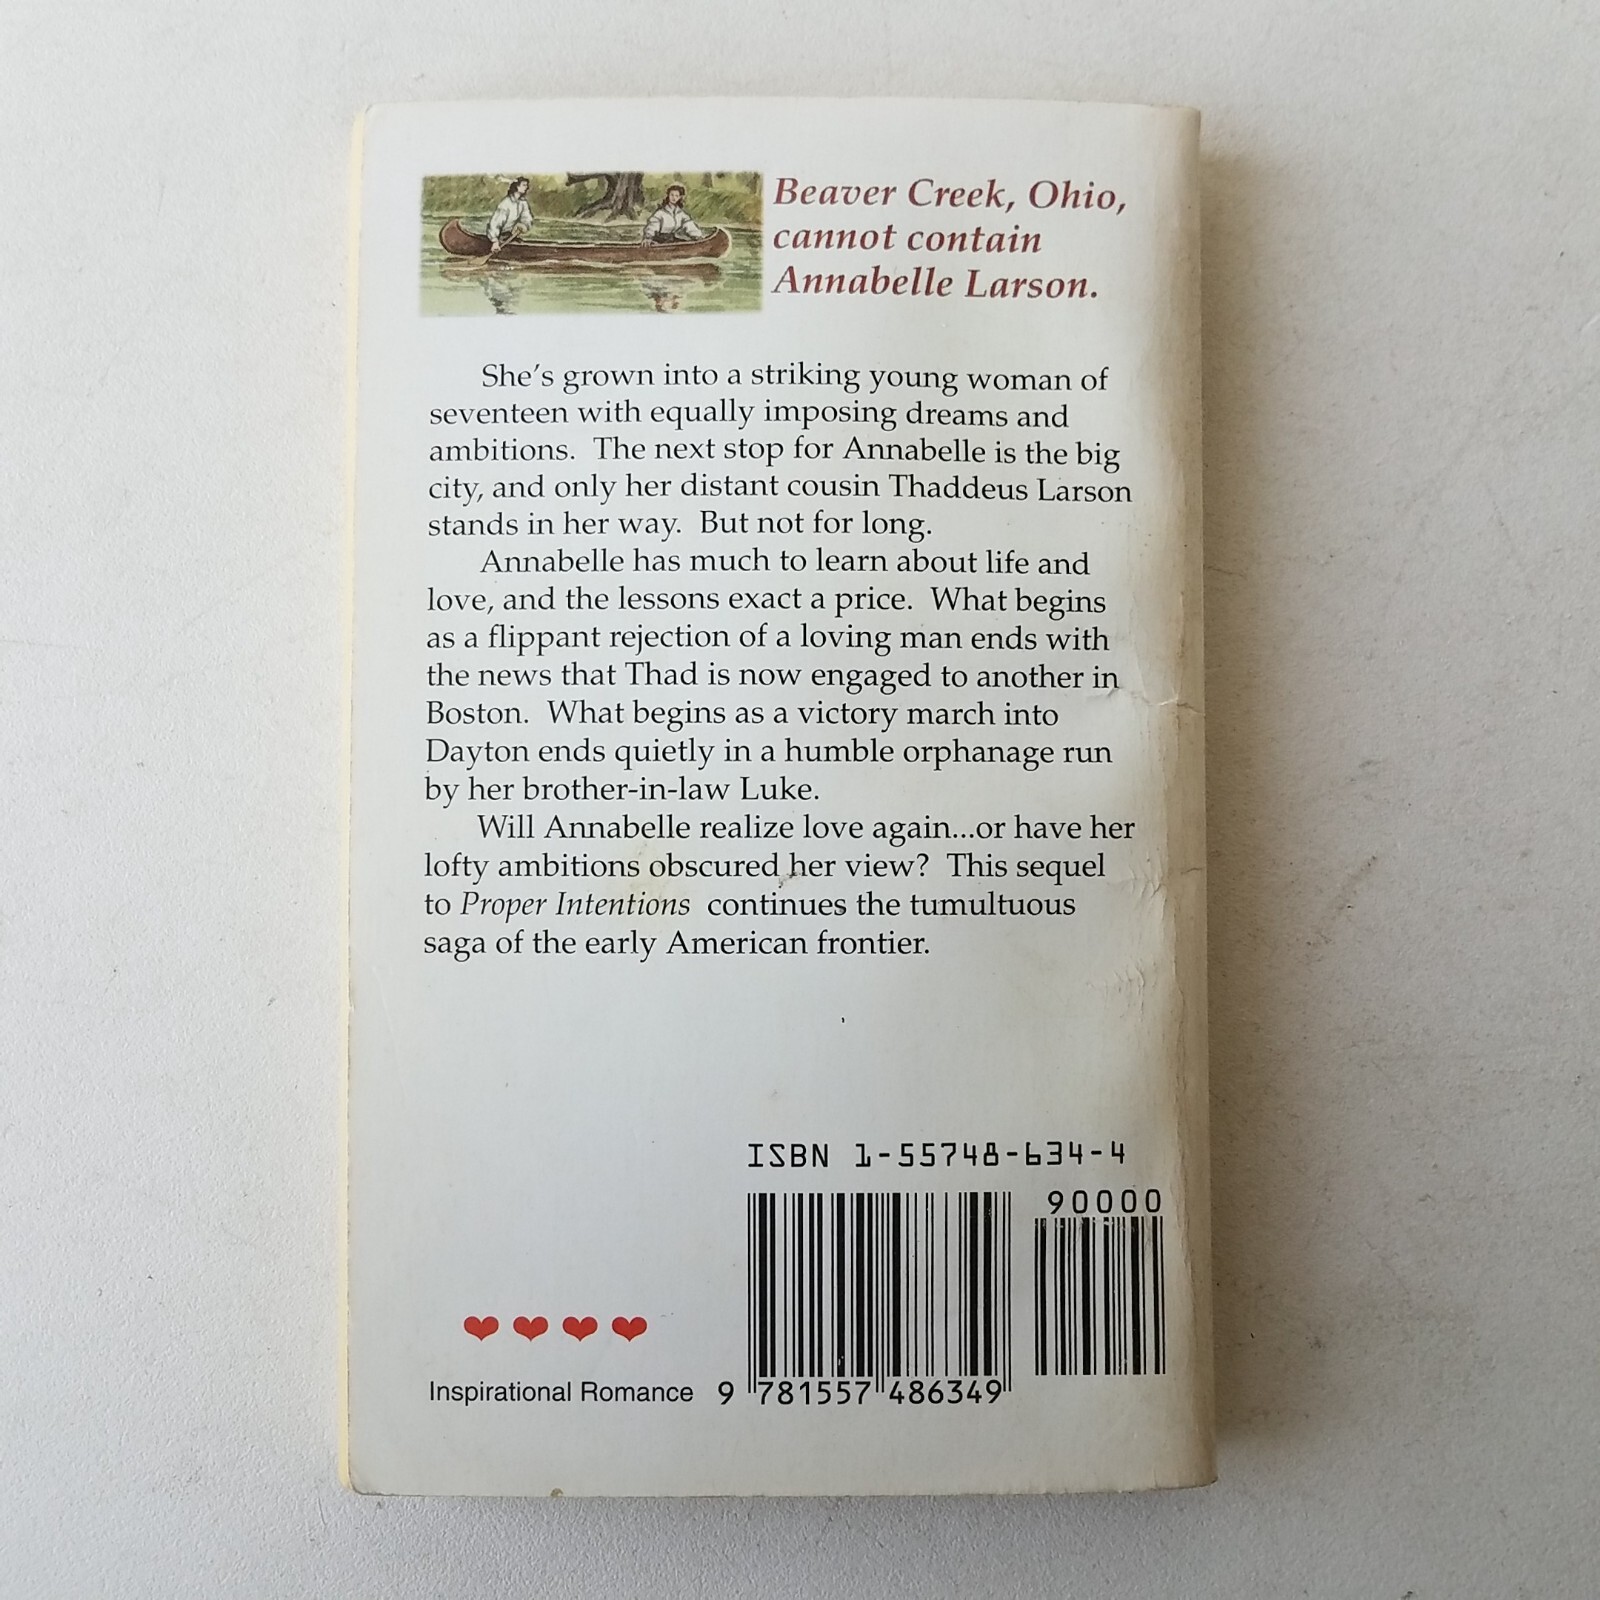 Beaver Creek, Ohio,
cannot contain
Annabelle Larson.
She's grown into a striking young woman of
seventeen with equally imposing dreams and
ambitions.  The next stop for Annabelle is the big
city, and only her distant cousin Thaddeus Larson
stands in her way.  But not for long.
Annabelle has much to learn about life and
love, and the lessons exact a price.  What begins
as a flippant rejection of a loving man ends with
the news that Thad is now engaged to another in
Boston.  What begins as a victory march into
Dayton ends quietly in a humble orphanage run
by her brother-in-law Luke.
Will Annabelle realize love again...or have her
lofty ambitions obscured her view?  This sequel
to Proper Intentions  continues the tumultuous
saga of the early American frontier.
ISBN 1-55748-634-4
90000
Inspirational Romance
9 781557 486349